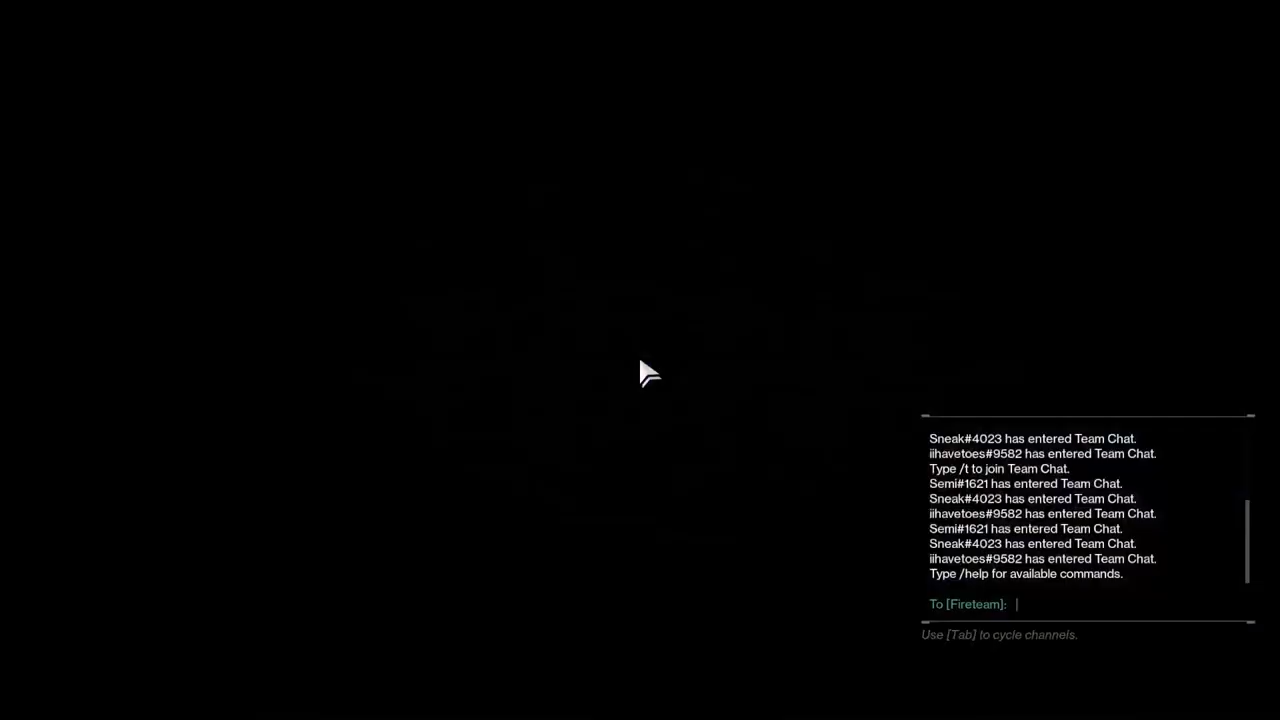 Sneak#4023 has entered Team Chat.
iihavetoes#9582 has entered Team Chat.
Type /t to join Team Chat.
Semi#1621 has entered Team Chat.
Sneak#4023 has entered Team Chat.
iihavetoes#9582 has entered Team Chat.
Semi#1621 has entered Team Chat.
Sneak#4023 has entered Team Chat.
iihavetoes#9582 has entered Team Chat.
Type /help for available commands.
To [Fireteam]:
Use [Tab] to cycle channels.